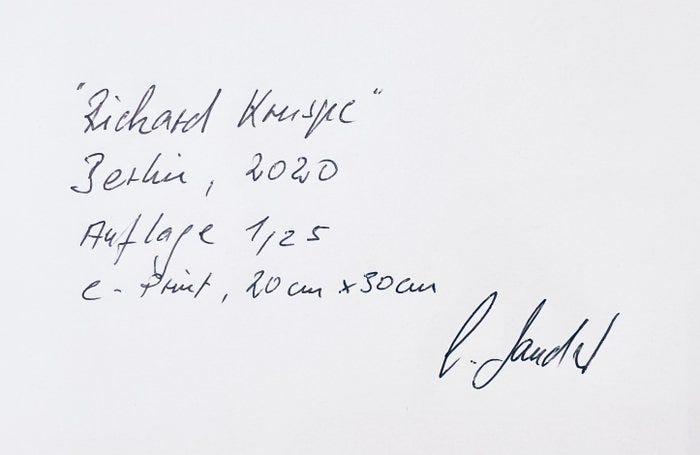 "Richard Kruspe"
Berlin, 2020
Auflage 1/25
c-Print, 20cm x 30cm